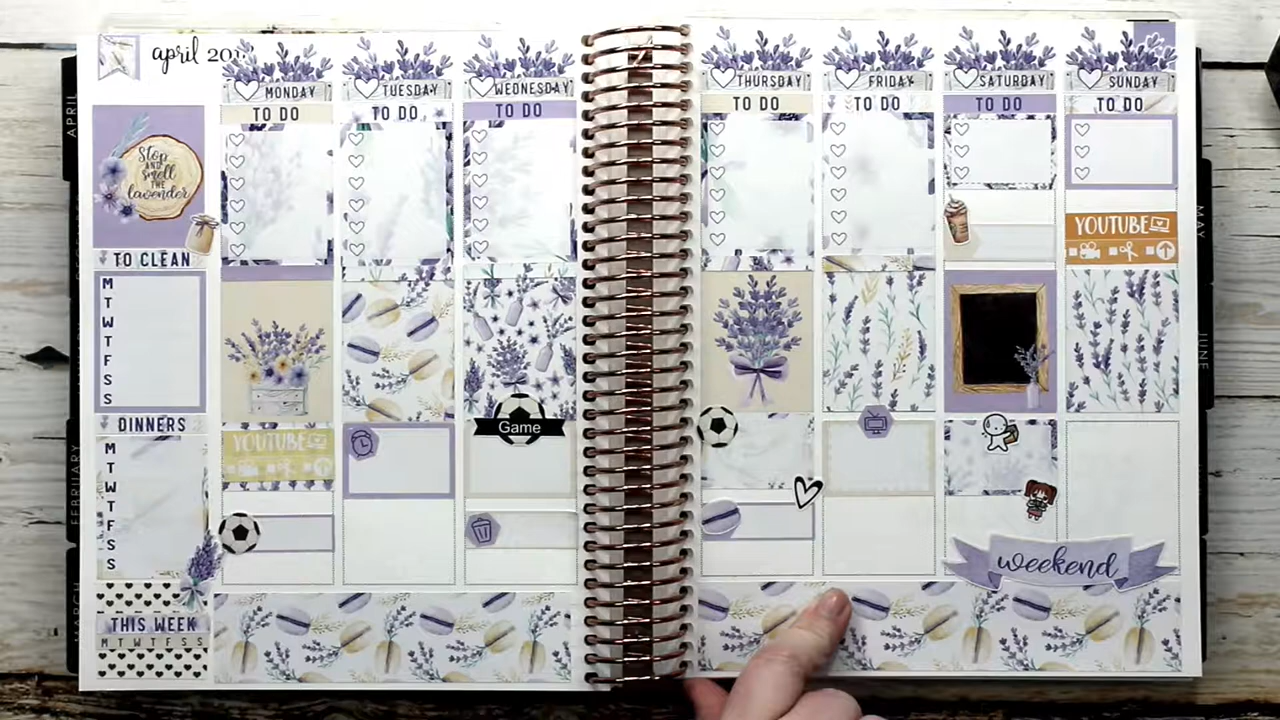 april 20
MONDAY
TUESDAY
WEDNESDAY
THURSDAY
FRIDAY
SATURDAY
SUNDAY
TO DO
TO DO
TO DO
TO DO
TO DO
TO DO
TO DO
Stop
AND
smell
THE
lavender
TO CLEAN
M
T
W
T
F
S
S
DINNERS
M
T
W
T
F
S
S
THIS WEEK
M T W T F S S
YOUTUBE
Game
YOUTUBE
weekend
APRIL
FEBRUARY
MARCH
MAY
JUNE